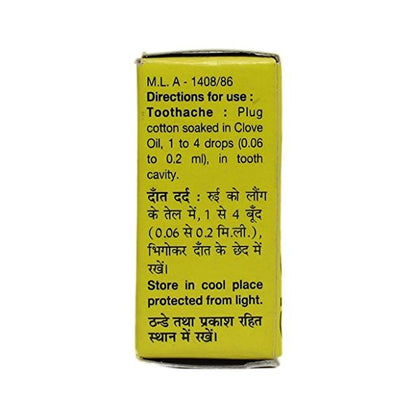 M.L. A - 1408/86
Directions for use :
Toothache : Plug
cotton soaked in Clove
Oil, 1 to 4 drops (0.06
to 0.2 ml), in tooth
cavity.
दाँत दर्द : रुई को लौंग
के तेल में, 1 से 4 बूँद
(0.06 से 0.2 मि.ली.),
भिगोकर दाँत के छेद में
रखें।
Store in cool place
protected from light.
ठन्डे तथा प्रकाश रहित
स्थान में रखें।